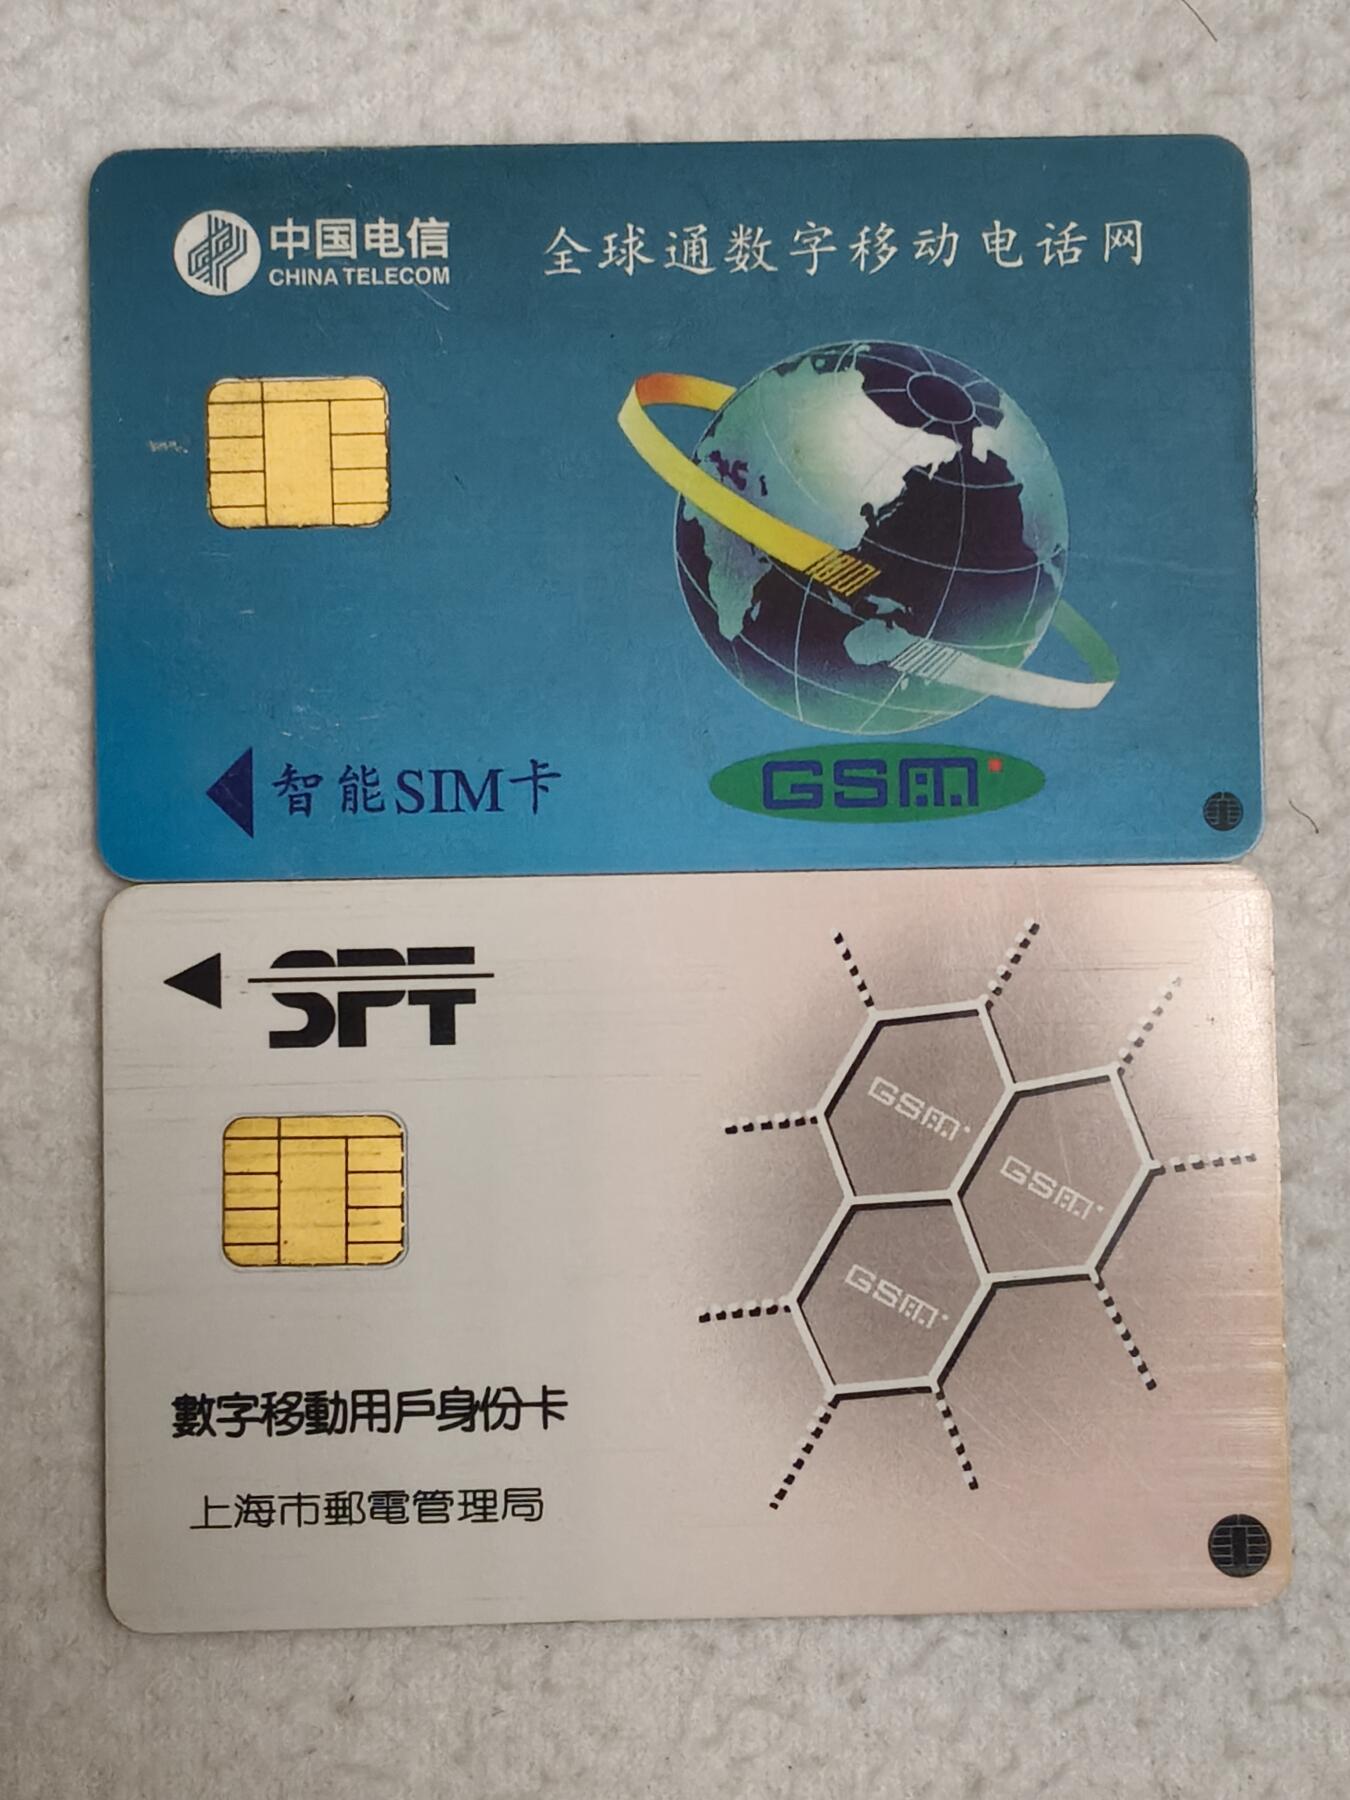 中国电信
CHINA TELECOM
全球通数字移动电话网
智能SIM卡
GSM
SPT
GSM
GSM
GSM
數字移動用戶身份卡
上海市郵電管理局